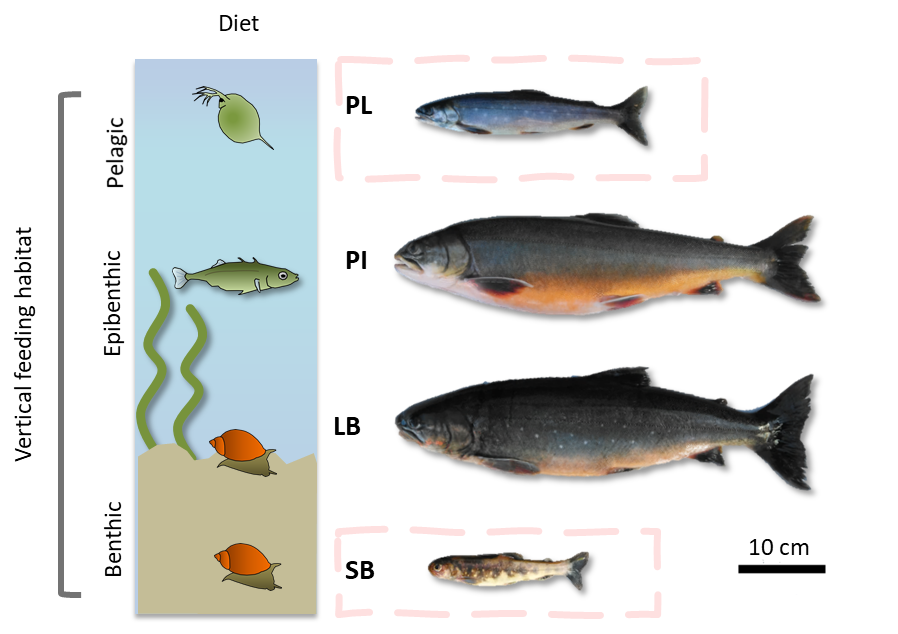 Diet
Vertical feeding habitat
Pelagic
Epibenthic
Benthic
PL
PI
LB
SB
10 cm